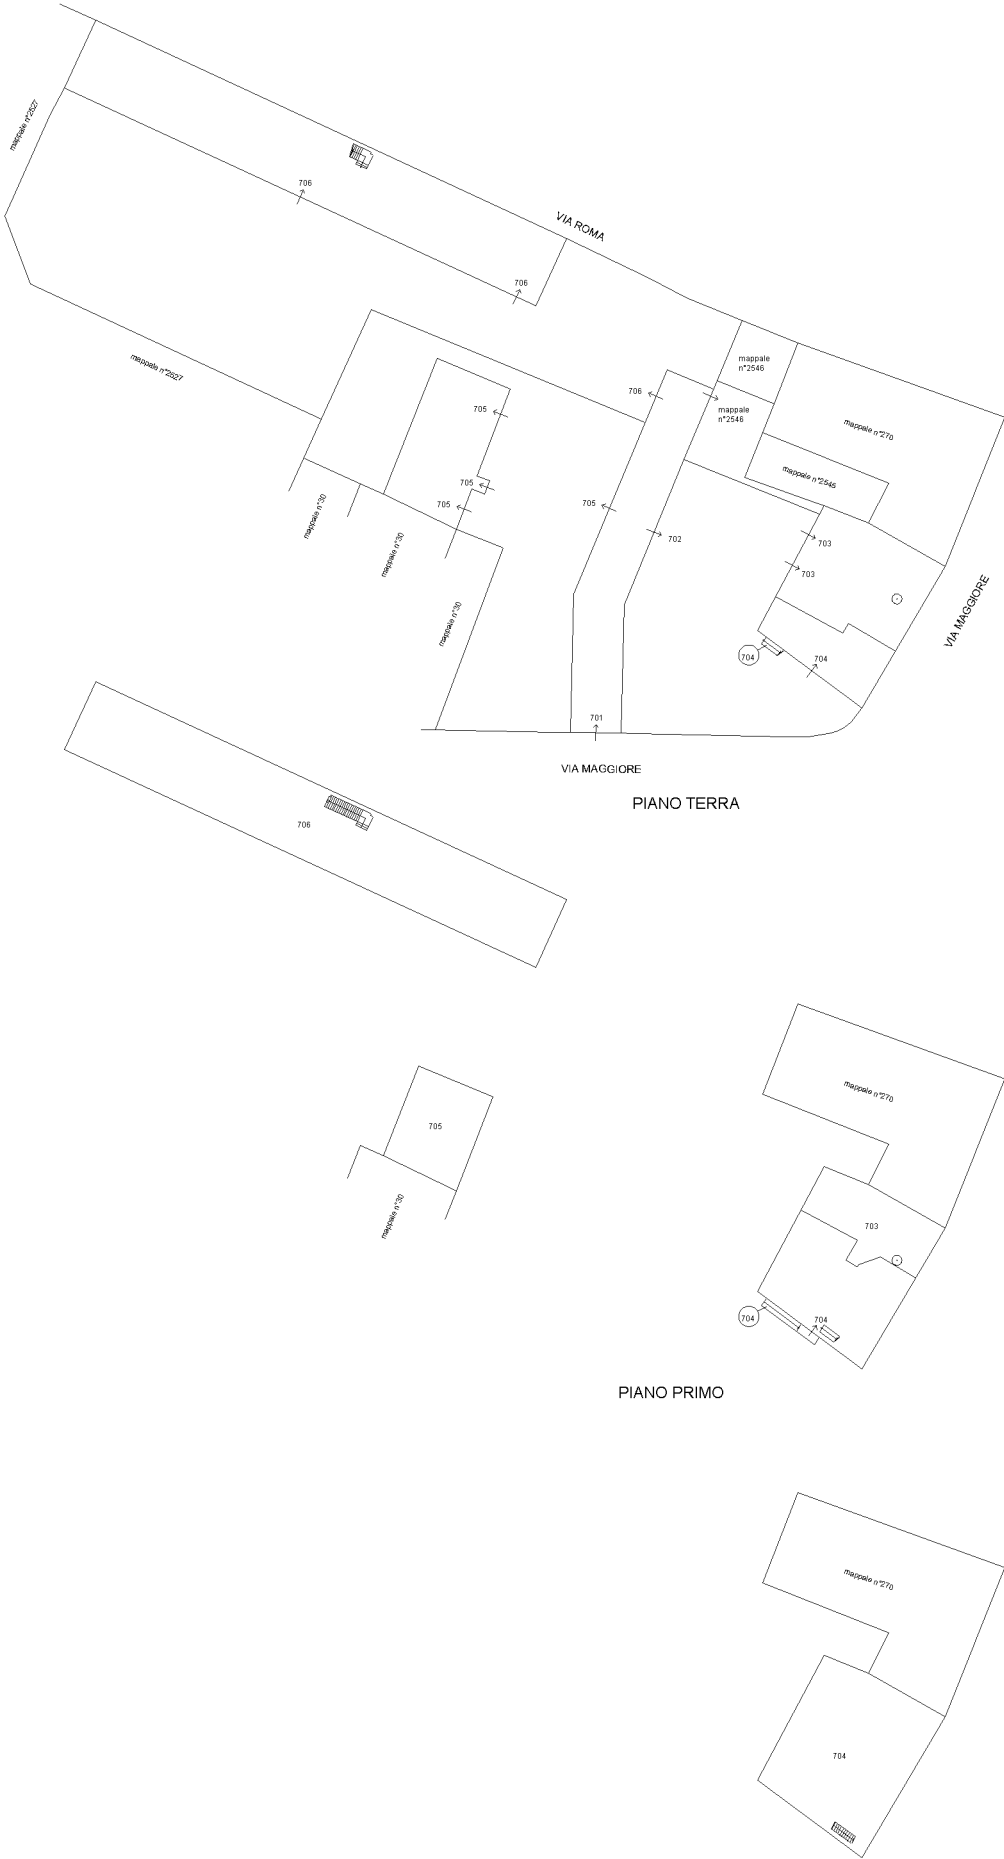 mappale n°2527
706
VIA ROMA
706
mappale n°2527
mappale
n°2546
706
mappale
n°2546
705
mappale n°270
mappale n°2545
705
705
705
mappale n°30
702
703
mappale n°30
703
VIA MAGGIORE
mappale n°30
704
704
701
VIA MAGGIORE
PIANO TERRA
706
mappale n°270
705
mappale n°30
703
704
704
PIANO PRIMO
mappale n°270
704